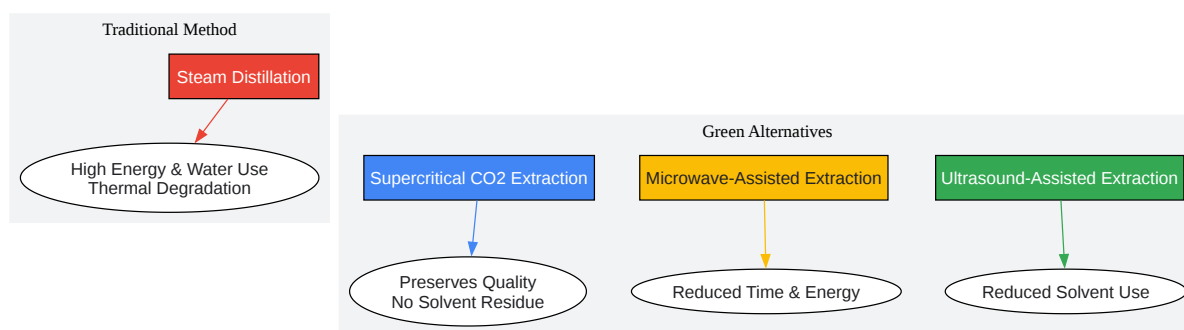 Traditional Method
Steam Distillation
High Energy & Water Use
Thermal Degradation
Green Alternatives
Supercritical CO2 Extraction
Microwave-Assisted Extraction
Ultrasound-Assisted Extraction
Preserves Quality
No Solvent Residue
Reduced Time & Energy
Reduced Solvent Use